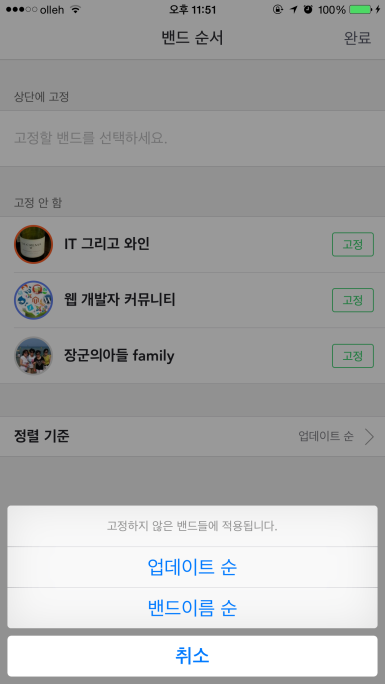 olleh 오후 11:51 100%
밴드 순서 완료
상단에 고정
고정할 밴드를 선택하세요.
고정 안 함
IT 그리고 와인 고정
웹 개발자 커뮤니티 고정
장군의아들 family 고정
정렬 기준 업데이트 순
고정하지 않은 밴드들에 적용됩니다.
업데이트 순
밴드이름 순
취소